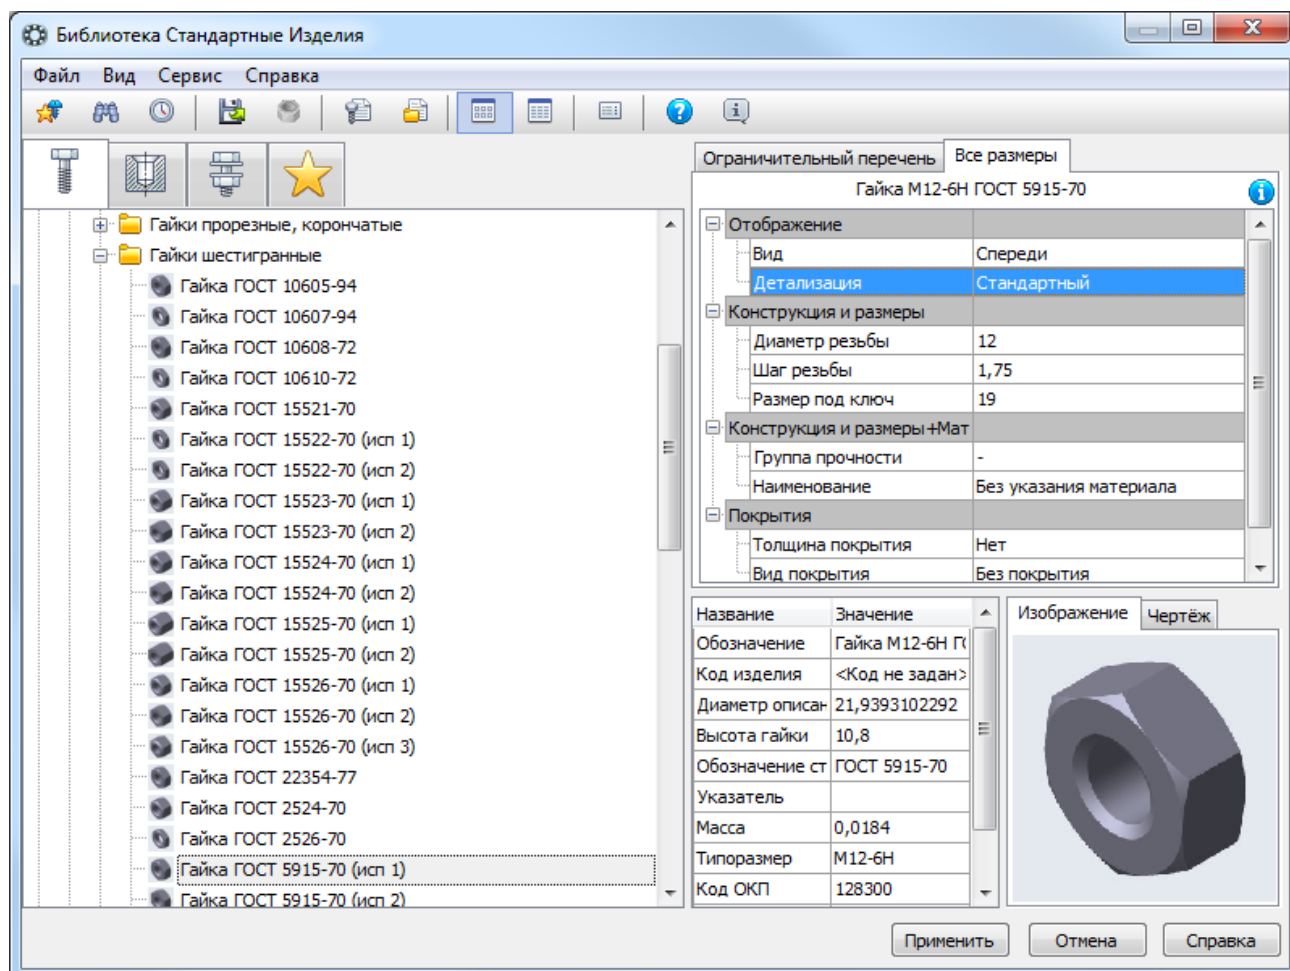 Библиотека Стандартные Изделия
Файл Вид Сервис Справка
Гайки прорезные, корончатые
Гайки шестигранные
Гайка ГОСТ 10605-94
Гайка ГОСТ 10607-94
Гайка ГОСТ 10608-72
Гайка ГОСТ 10610-72
Гайка ГОСТ 15521-70
Гайка ГОСТ 15522-70 (исп 1)
Гайка ГОСТ 15522-70 (исп 2)
Гайка ГОСТ 15523-70 (исп 1)
Гайка ГОСТ 15523-70 (исп 2)
Гайка ГОСТ 15524-70 (исп 1)
Гайка ГОСТ 15524-70 (исп 2)
Гайка ГОСТ 15525-70 (исп 1)
Гайка ГОСТ 15525-70 (исп 2)
Гайка ГОСТ 15526-70 (исп 1)
Гайка ГОСТ 15526-70 (исп 2)
Гайка ГОСТ 15526-70 (исп 3)
Гайка ГОСТ 22354-77
Гайка ГОСТ 2524-70
Гайка ГОСТ 2526-70
Гайка ГОСТ 5915-70 (исп 1)
Гайка ГОСТ 5915-70 (исп 2)
Ограничительный перечень Все размеры
Гайка М12-6Н ГОСТ 5915-70
Отображение
Вид Спереди
Детализация Стандартный
Конструкция и размеры
Диаметр резьбы 12
Шаг резьбы 1,75
Размер под ключ 19
Конструкция и размеры+Мат
Группа прочности -
Наименование Без указания материала
Покрытия
Толщина покрытия Нет
Вид покрытия Без покрытия
Название Значение
Обозначение Гайка М12-6Н ГО
Код изделия <Код не задан>
Диаметр описан 21,9393102292
Высота гайки 10,8
Обозначение ст ГОСТ 5915-70
Указатель
Масса 0,0184
Типоразмер М12-6Н
Код ОКП 128300
Изображение Чертёж
Применить Отмена Справка